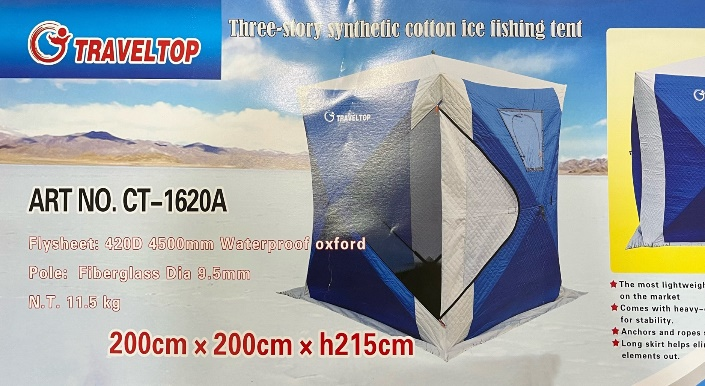 TRAVELTOP
Three-story synthetic cotton ice fishing tent
TRAVELTOP
ART NO. CT-1620A
Flysheet: 420D 4500mm Waterproof oxford
Pole: Fiberglass Dia 9.5mm
N.T. 11.5 kg
200cm × 200cm × h215cm
★The most lightweigh
on the market
★Comes with heavy-
for stability.
★Anchors and ropes
★Long skirt helps eli
elements out.